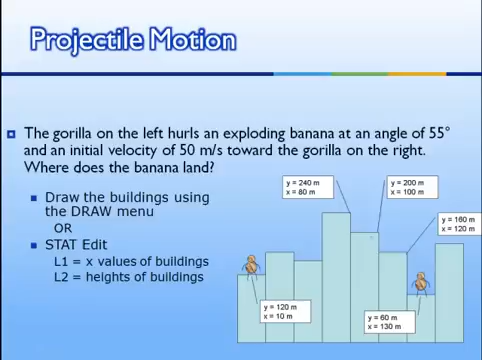 Projectile Motion
The gorilla on the left hurls an exploding banana at an angle of 55°
and an initial velocity of 50 m/s toward the gorilla on the right.
Where does the banana land?
Draw the buildings using
the DRAW menu
OR
STAT Edit
L1 = x values of buildings
L2 = heights of buildings
y = 240 m
x = 80 m
y = 200 m
x = 100 m
y = 160 m
x = 120 m
y = 120 m
x = 10 m
y = 60 m
x = 130 m